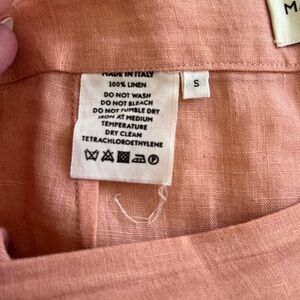 M
MADE IN ITALY
100% LINEN
DO NOT WASH
DO NOT BLEACH
DO NOT TUMBLE DRY
IRON AT MEDIUM
TEMPERATURE
DRY CLEAN
TETRACHLOROETHYLENE
P
S